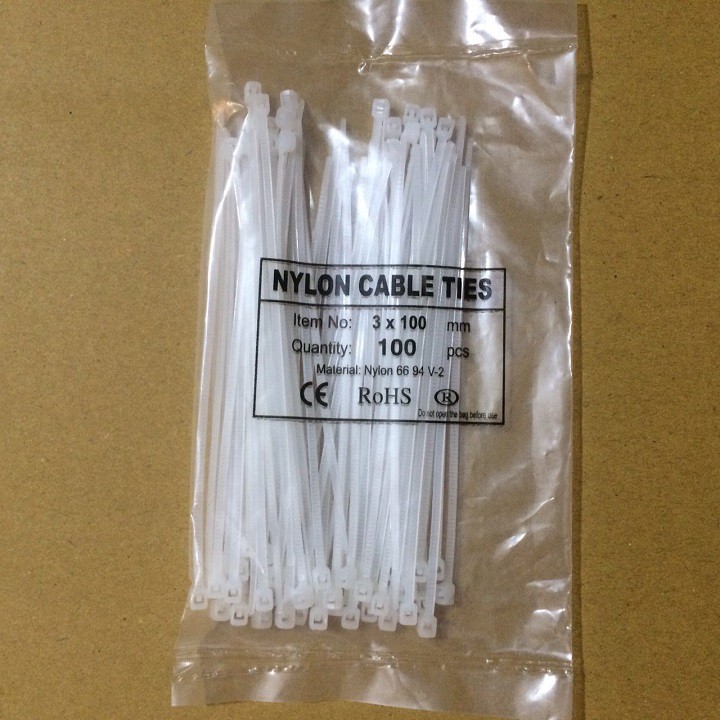 NYLON CABLE TIES
Item No: 3 x 100 mm
Quantity: 100 pcs
Material: Nylon 66 94 V-2
CE RoHS ®
Do not open the bag before use